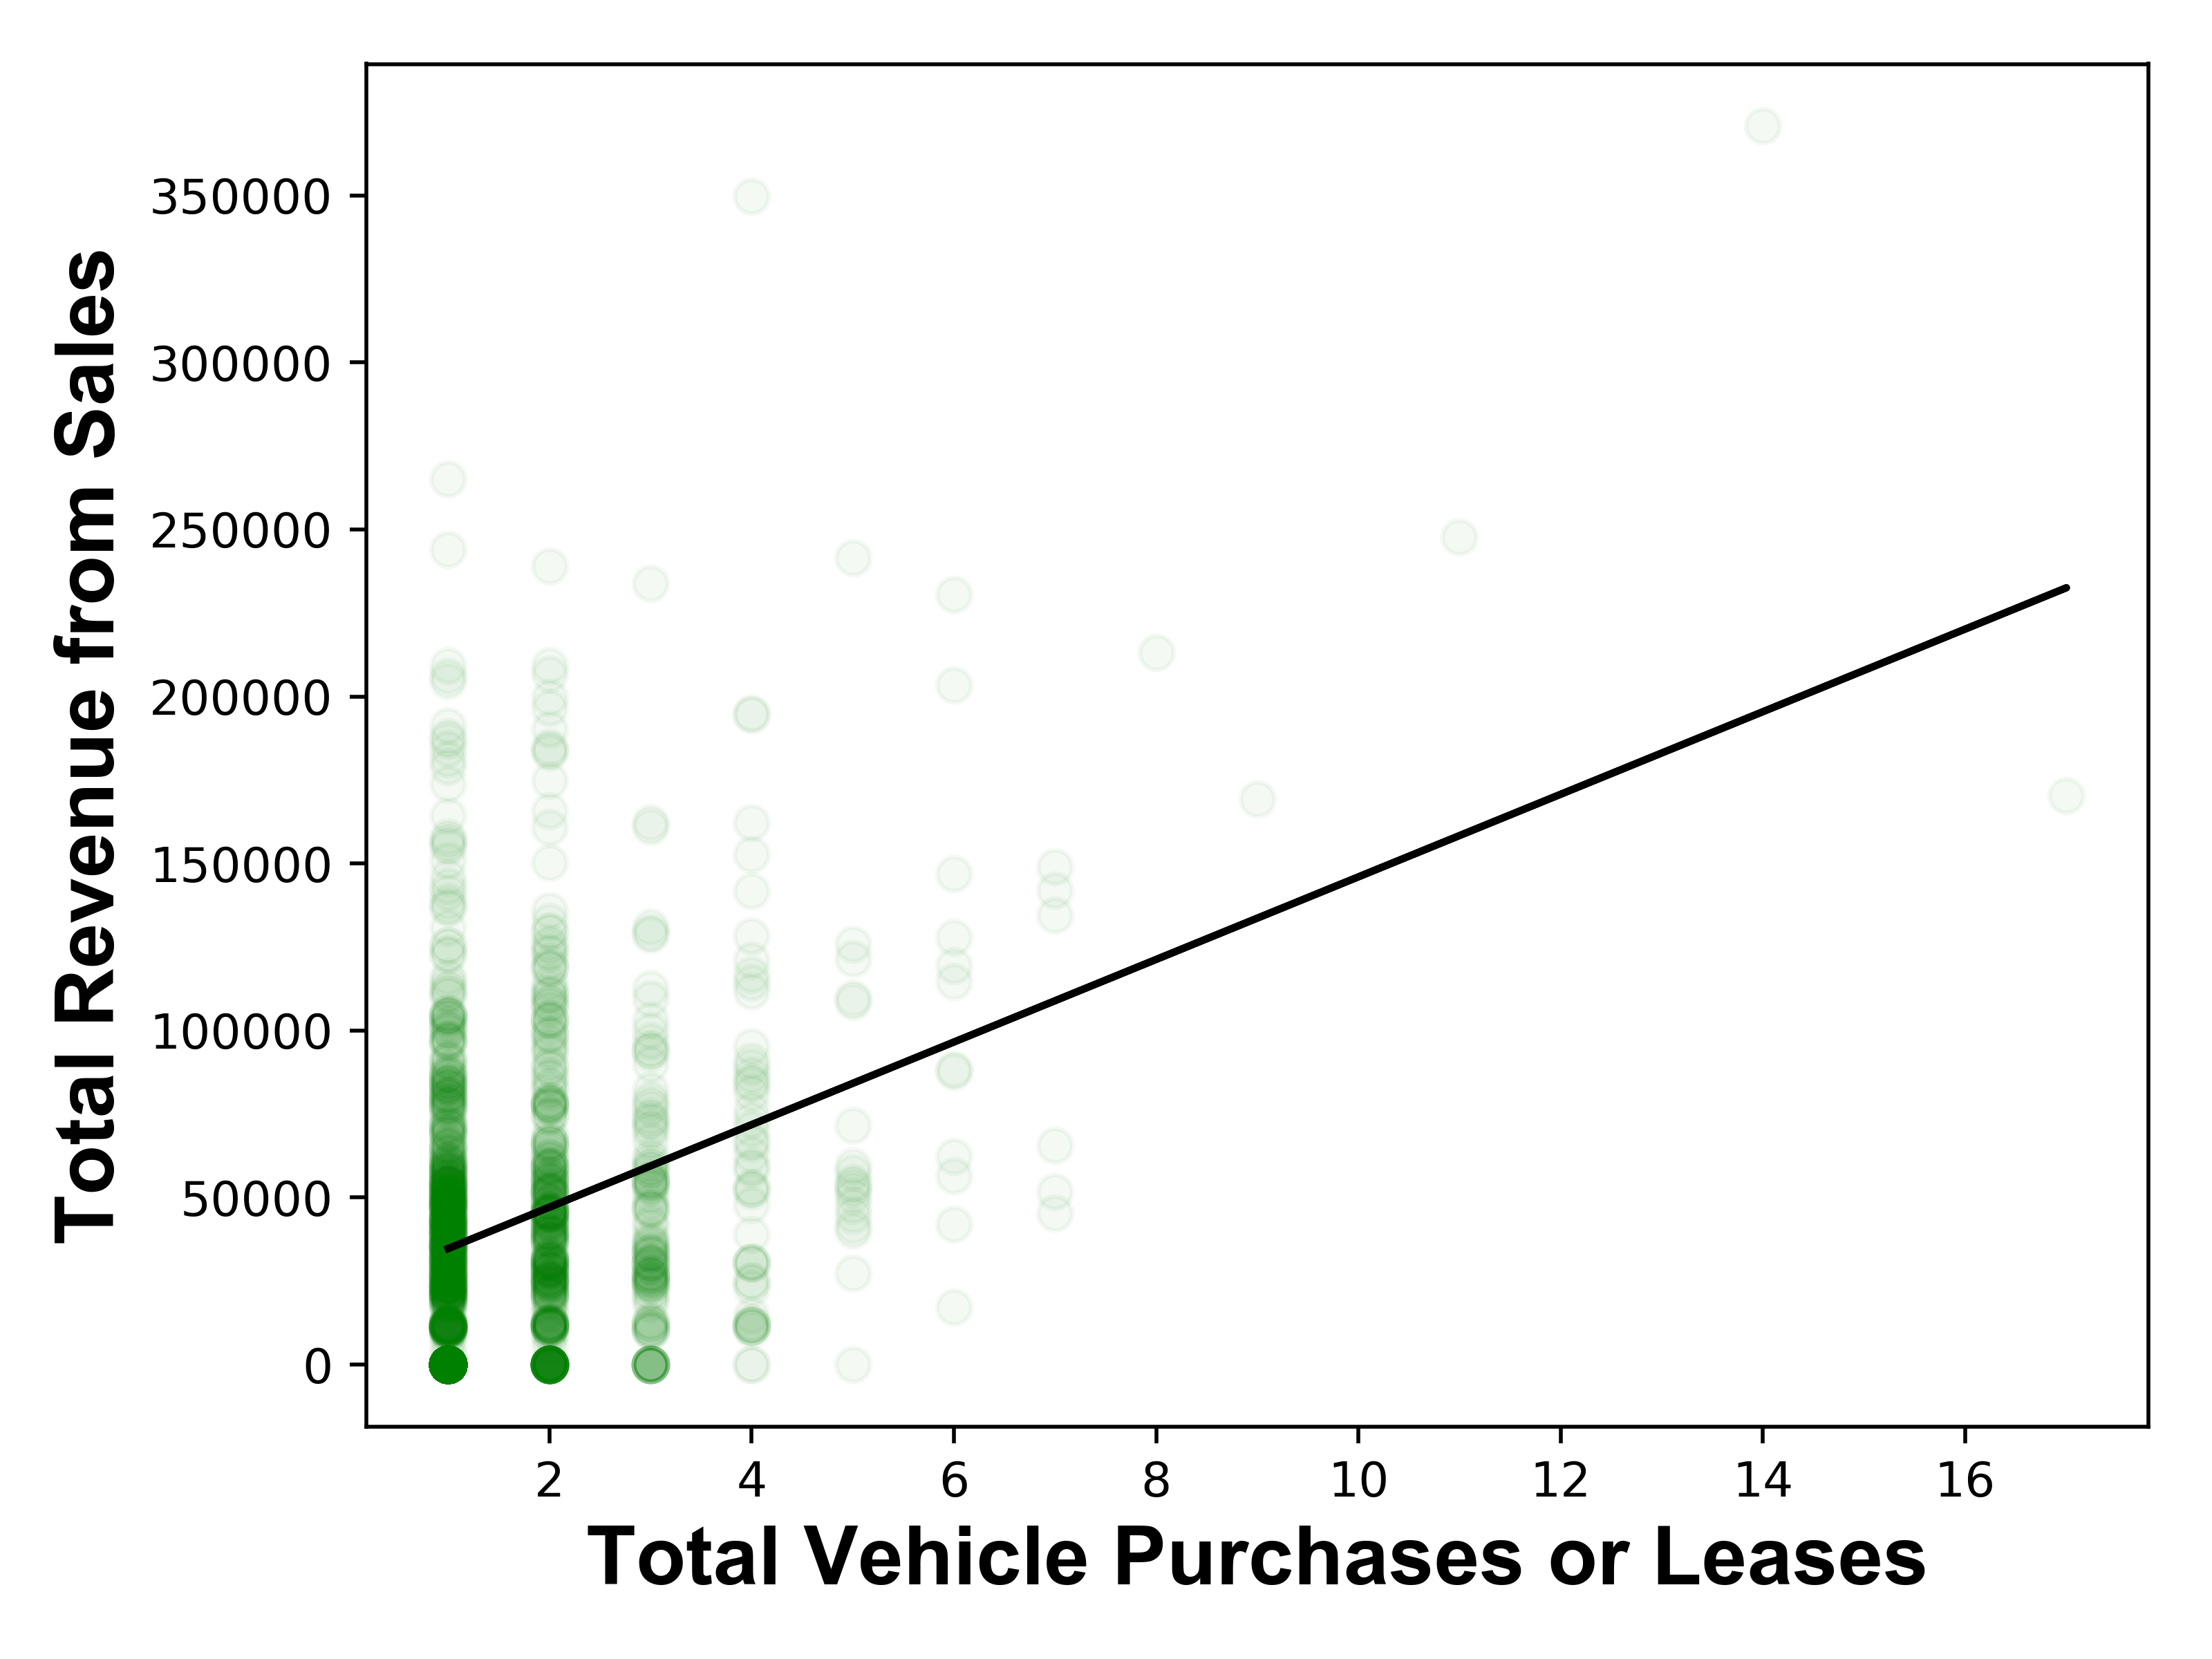 Total Revenue from Sales
350000
300000
250000
200000
150000
100000
50000
0
2 4 6 8 10 12 14 16
Total Vehicle Purchases or Leases